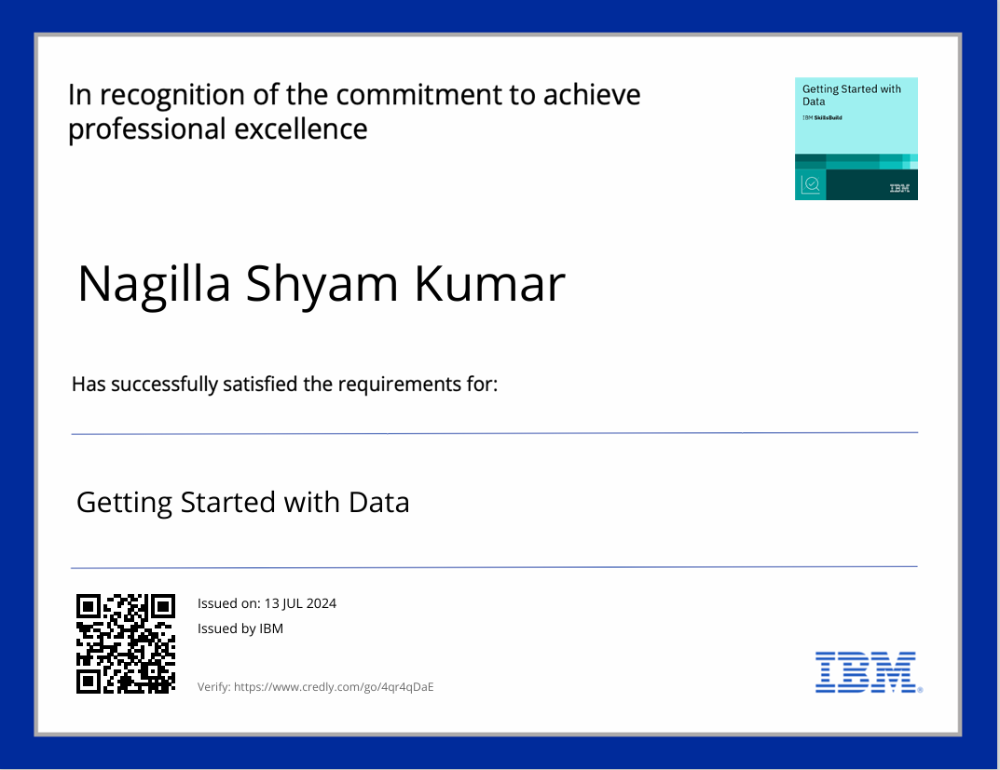 In recognition of the commitment to achieve
professional excellence
Getting Started with
Data
IBM SkillsBuild
IBM
Nagilla Shyam Kumar
Has successfully satisfied the requirements for:
Getting Started with Data
Issued on: 13 JUL 2024
Issued by IBM
Verify: https://www.credly.com/go/4qr4qDaE
IBM®